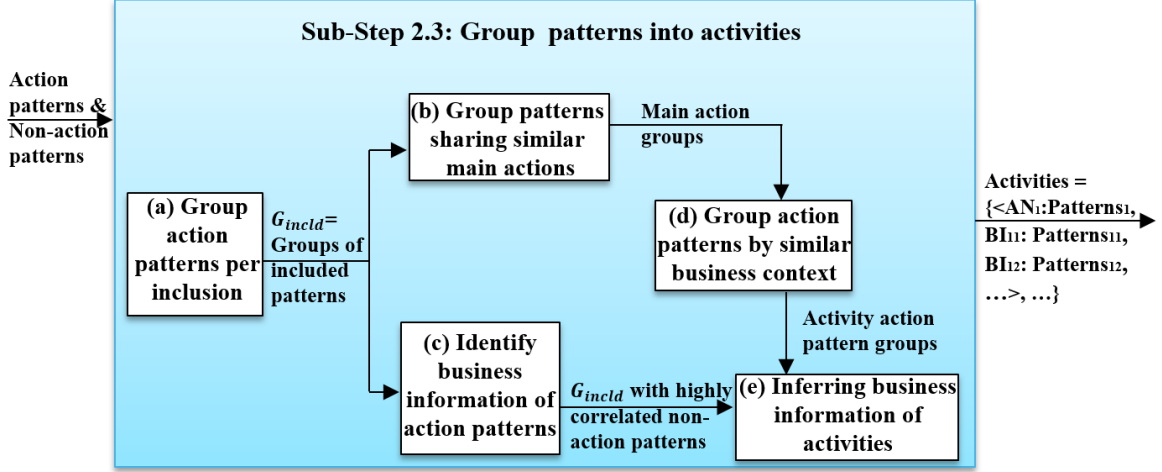 Sub-Step 2.3: Group patterns into activities
Action
patterns &
Non-action
patterns
(a) Group
action
patterns per
inclusion
G_incld=
Groups of
included
patterns
(b) Group patterns
sharing similar
main actions
Main action
groups
(c) Identify
business
information of
action patterns
(d) Group action
patterns by similar
business context
Activity action
pattern groups
G_incld with highly
correlated non-
action patterns
(e) Inferring business
information of
activities
Activities =
{<AN₁:Patterns₁,
BI₁₁: Patterns₁₁,
BI₁₂: Patterns₁₂,
…>, …}